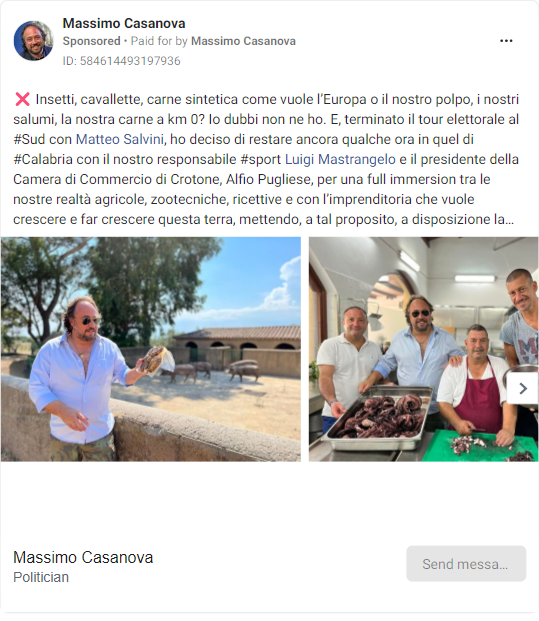 Massimo Casanova
Sponsored • Paid for by Massimo Casanova
ID: 584614493197936
❌ Insetti, cavallette, carne sintetica come vuole l'Europa o il nostro polpo, i nostri
salumi, la nostra carne a km 0? Io dubbi non ne ho. E, terminato il tour elettorale al
#Sud con Matteo Salvini, ho deciso di restare ancora qualche ora in quel di
#Calabria con il nostro responsabile #sport Luigi Mastrangelo e il presidente della
Camera di Commercio di Crotone, Alfio Pugliese, per una full immersion tra le
nostre realtà agricole, zootecniche, ricettive e con l'imprenditoria che vuole
crescere e far crescere questa terra, mettendo, a tal proposito, a disposizione la...
Massimo Casanova
Politician
Send messa...